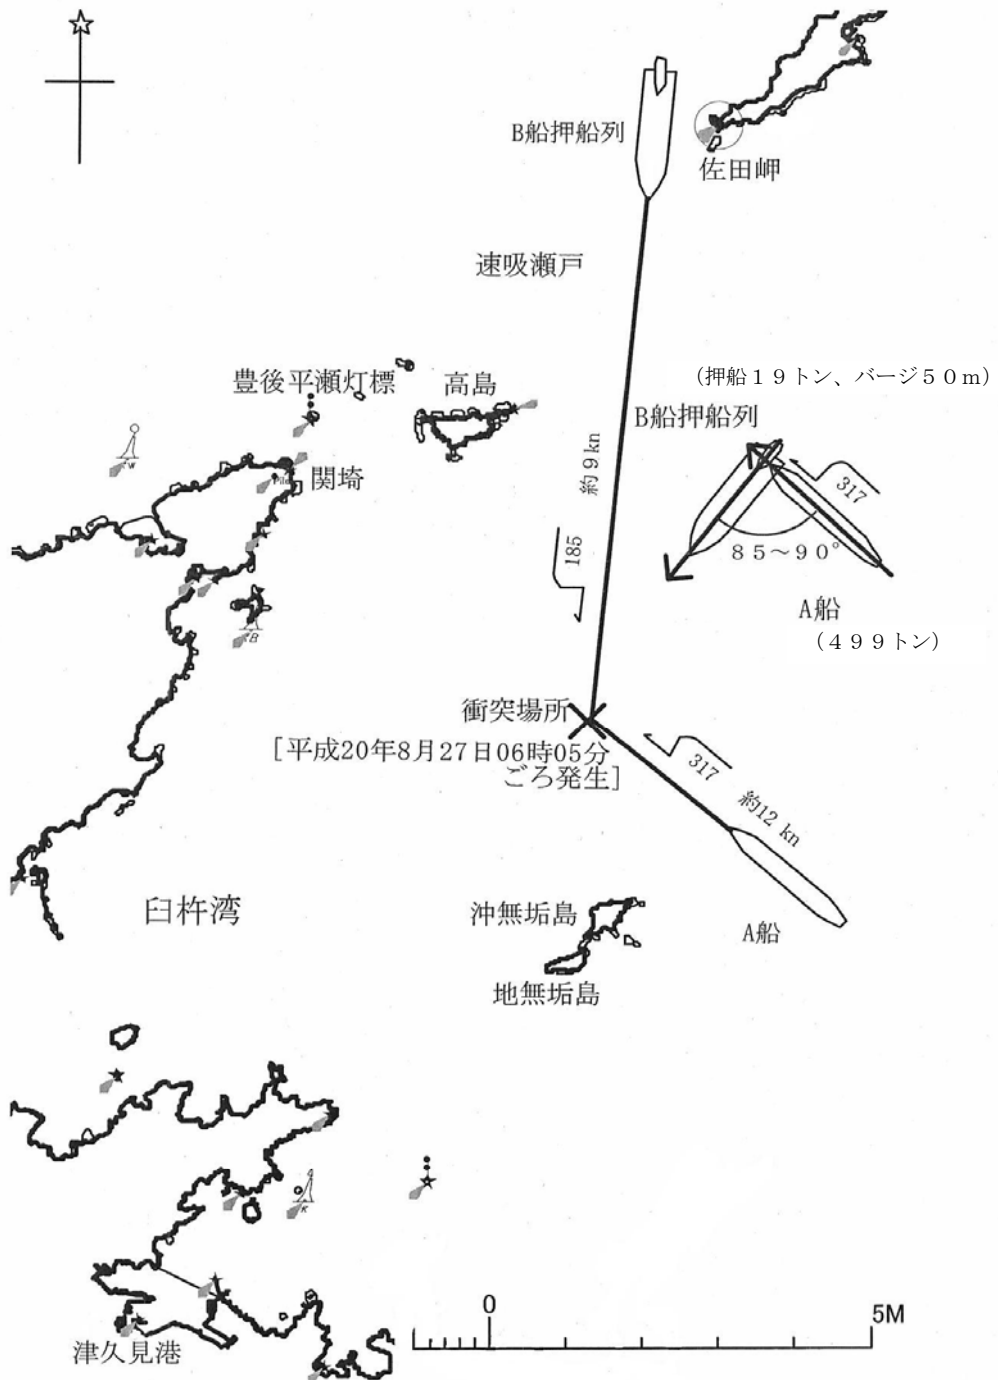 B船押船列
佐田岬
速吸瀬戸
豊後平瀬灯標
高島
(押船19トン、バージ50m)
B船押船列
約9kn
関埼
317
85~90°
185
A船
(499トン)
衝突場所
[平成20年8月27日06時05分
ごろ発生]
317
約12 kn
臼杵湾
沖無垢島
A船
地無垢島
津久見港
0
5M